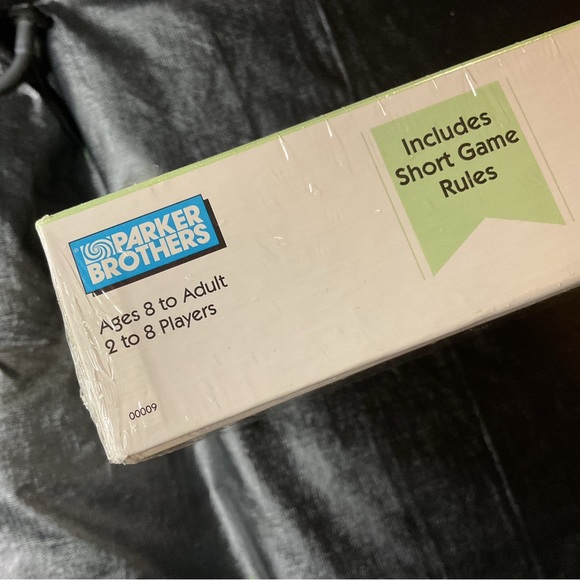 PARKER
BROTHERS
Ages 8 to Adult
2 to 8 Players
00009
Includes
Short Game
Rules